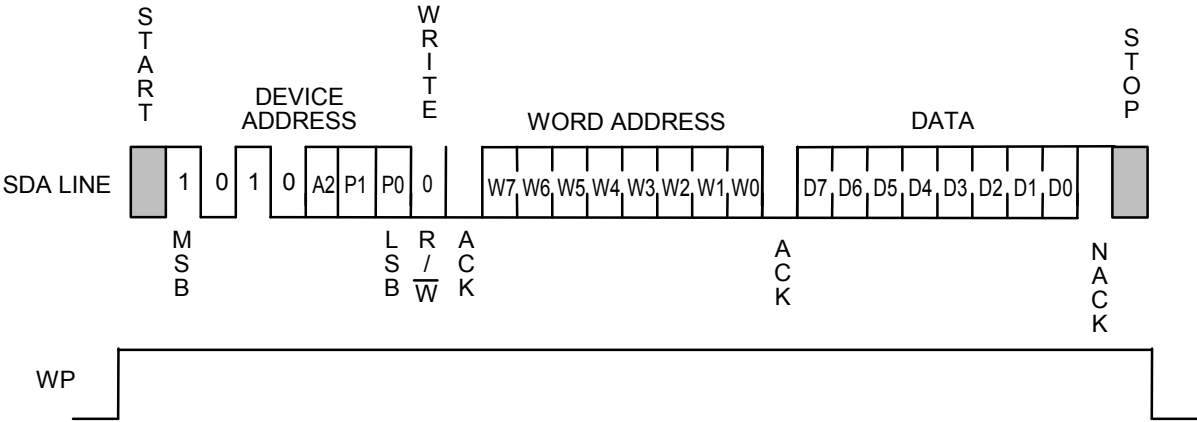 START
WRITE
STOP
DEVICE
ADDRESS
WORD ADDRESS
DATA
SDA LINE
1 0 1 0 A2 P1 P0 0 W7 W6 W5 W4 W3 W2 W1 W0 D7 D6 D5 D4 D3 D2 D1 D0
MSB
LSB
R/W̅
ACK
ACK
NACK
WP